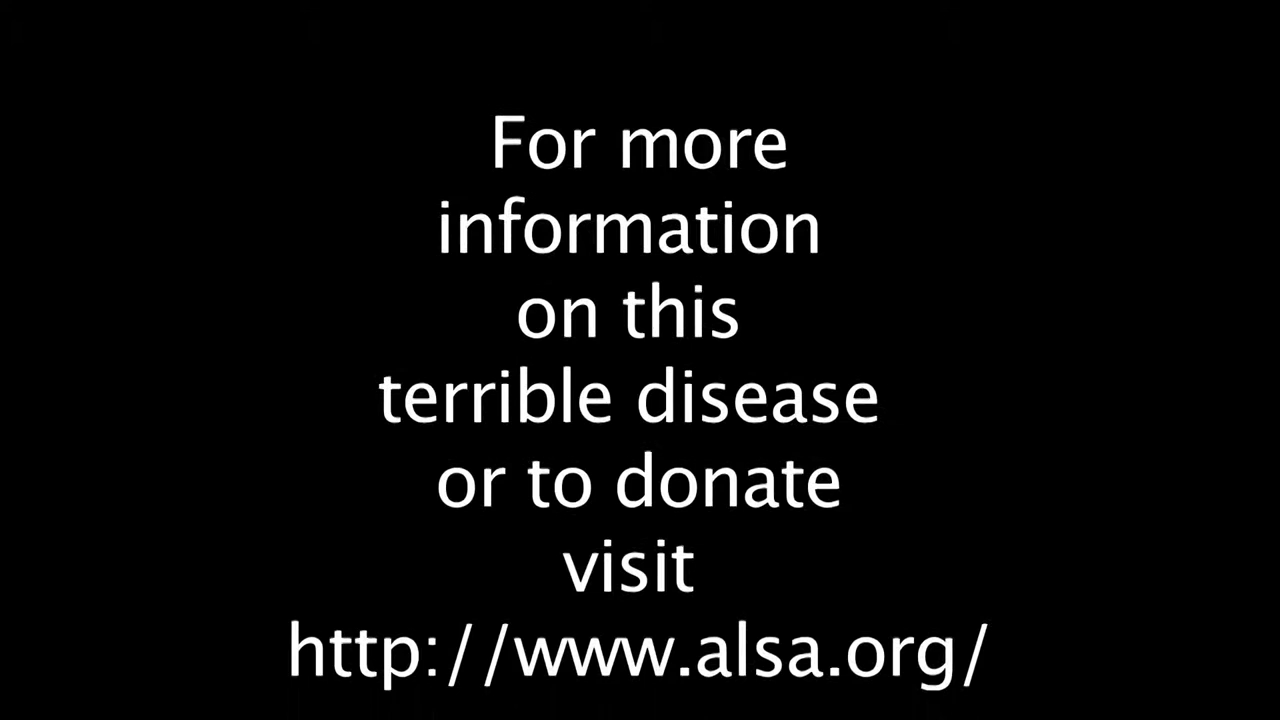 For more
information
on this
terrible disease
or to donate
visit
http://www.alsa.org/